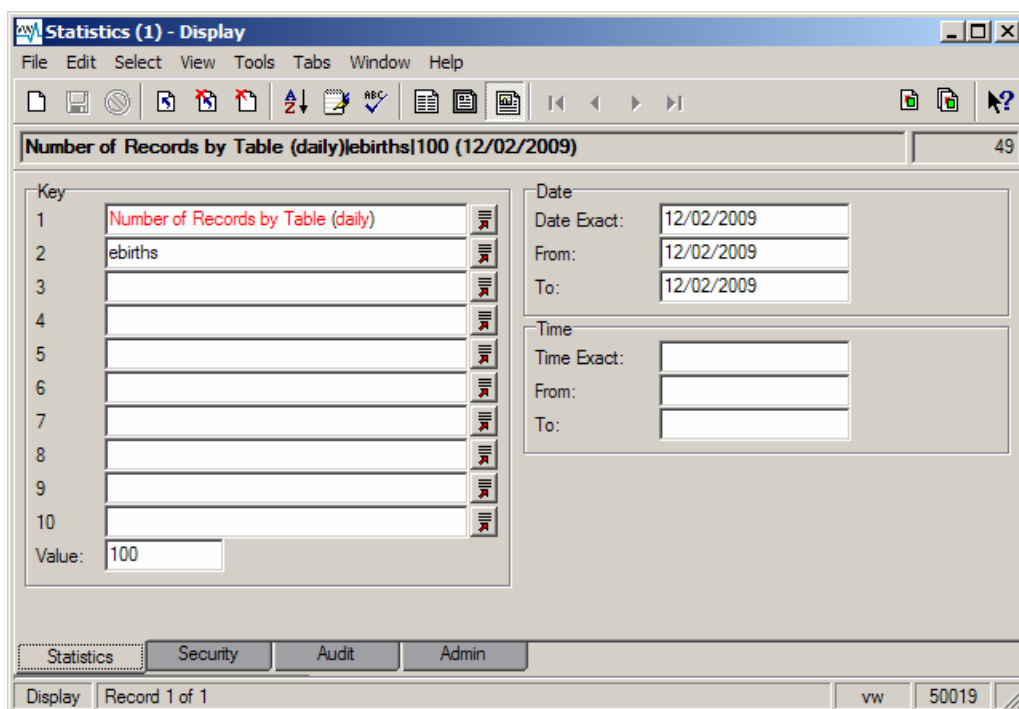 Statistics (1) - Display
File Edit Select View Tools Tabs Window Help
Number of Records by Table (daily)|ebirths|100 (12/02/2009) 49
Key
1 Number of Records by Table (daily)
2 ebirths
3
4
5
6
7
8
9
10
Value: 100
Date
Date Exact: 12/02/2009
From: 12/02/2009
To: 12/02/2009
Time
Time Exact:
From:
To:
Statistics Security Audit Admin
Display Record 1 of 1 vw 50019